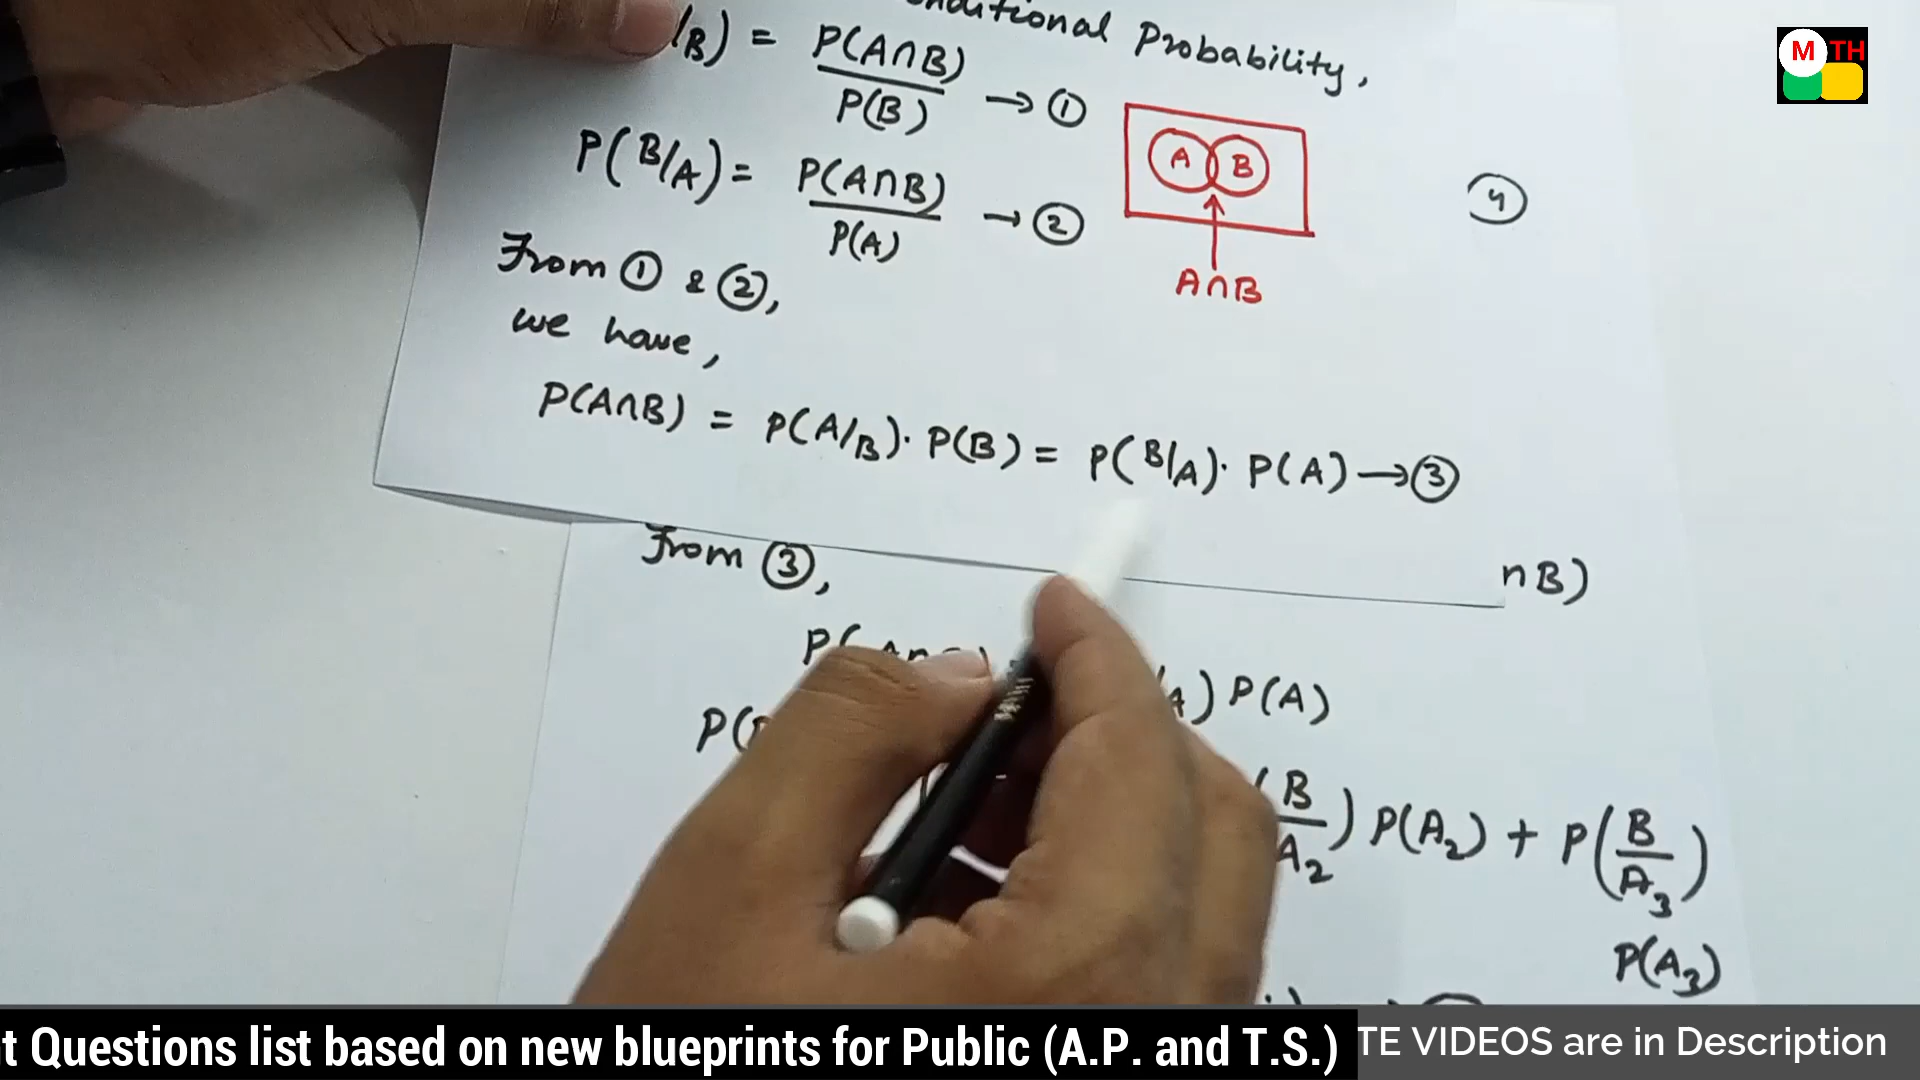 Conditional Probability,
/B) = P(A∩B) / P(B) → ①
P(B/A) = P(A∩B) / P(A) → ②
A B
A∩B
④
From ① & ②,
we have,
P(A∩B) = P(A/B). P(B) = P(B/A). P(A) → ③
∩B)
From ③,
A) P(A)
P(
B/A2) P(A2) + P(B/A3)
P(A3)
M TH
t Questions list based on new blueprints for Public (A.P. and T.S.)
TE VIDEOS are in Description